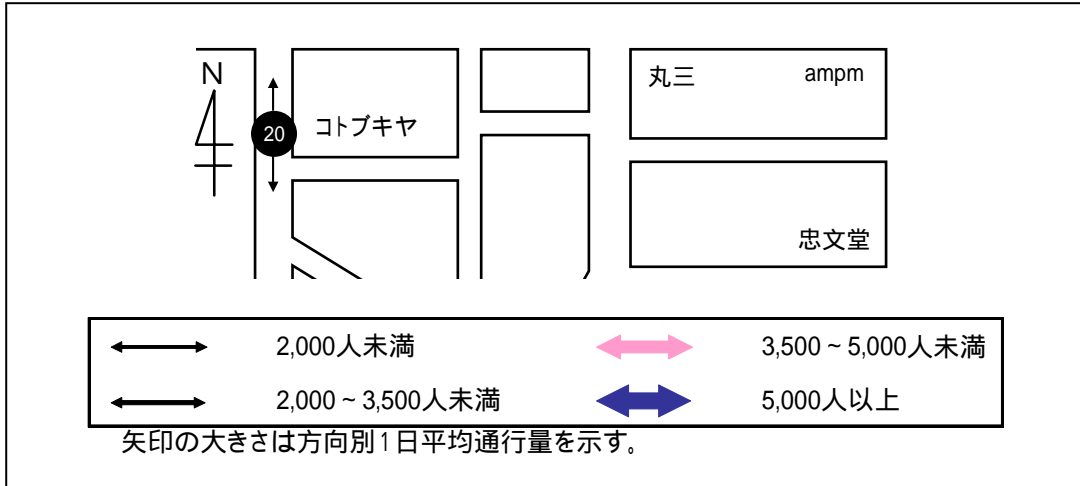 N
20
コトブキヤ
丸三
ampm
忠文堂
2,000人未満
3,500～5,000人未満
2,000～3,500人未満
5,000人以上
矢印の大きさは方向別1日平均通行量を示す。